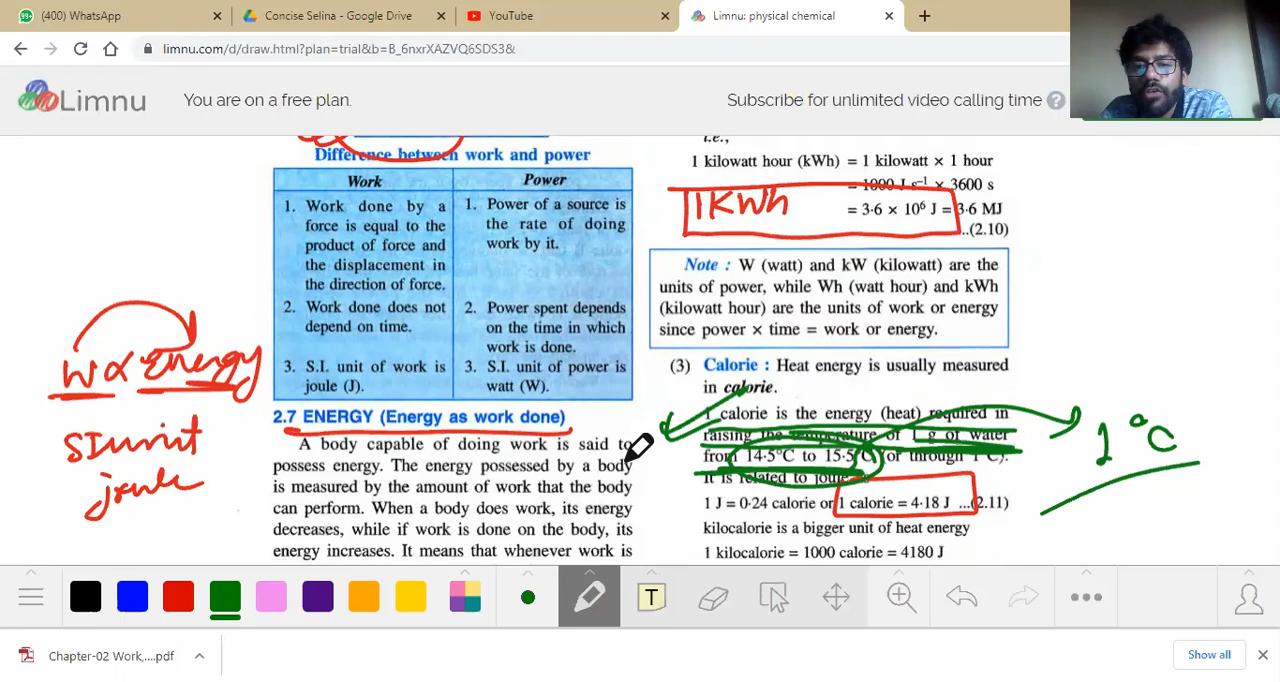 (400) WhatsApp
Concise Selina - Google Drive
YouTube
Limnu: physical chemical
limnu.com/d/draw.html?plan=trial&b=B_6nxrXAZVQ6SDS3&
Limnu
You are on a free plan.
Subscribe for unlimited video calling time ?
Difference between work and power
Work
Power
1. Work done by a
force is equal to the
product of force and
the displacement in
the direction of force.
1. Power of a source is
the rate of doing
work by it.
2. Work done does not
depend on time.
2. Power spent depends
on the time in which
work is done.
3. S.I. unit of work is
joule (J).
3. S.I. unit of power is
watt (W).
W ∝ energy
SI unit
joule
2.7 ENERGY (Energy as work done)
A body capable of doing work is said to
possess energy. The energy possessed by a body
is measured by the amount of work that the body
can perform. When a body does work, its energy
decreases, while if work is done on the body, its
energy increases. It means that whenever work is
i.e.,
1 kilowatt hour (kWh) = 1 kilowatt × 1 hour
= 1000 J s⁻¹ × 3600 s
1KWh
= 3·6 × 10⁶ J = 3·6 MJ
..(2.10)
Note : W (watt) and kW (kilowatt) are the
units of power, while Wh (watt hour) and kWh
(kilowatt hour) are the units of work or energy
since power × time = work or energy.
(3) Calorie : Heat energy is usually measured
in calorie.
1 calorie is the energy (heat) required in
raising the temperature of 1 g of water
from 14·5°C to 15·5°C (or through 1°C).
It is related to joule
1 °C
1 J = 0·24 calorie or 1 calorie = 4·18 J ...(2.11)
kilocalorie is a bigger unit of heat energy
1 kilocalorie = 1000 calorie = 4180 J
T
Chapter-02 Work,....pdf
Show all